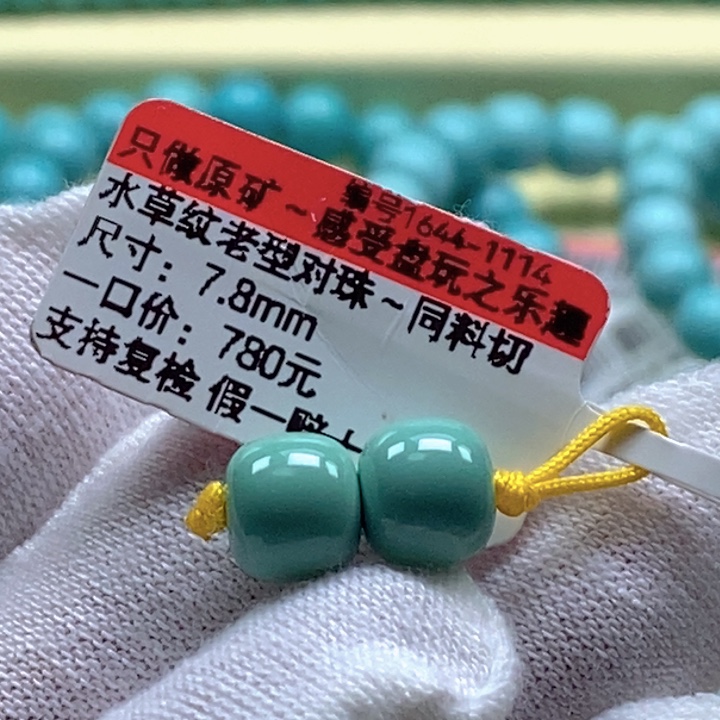 编号1644-1114
只做原矿~感受盘玩之乐趣
水草纹老型对珠~同料切
尺寸：7.8mm
一口价：780元
支持复检 假一赔十